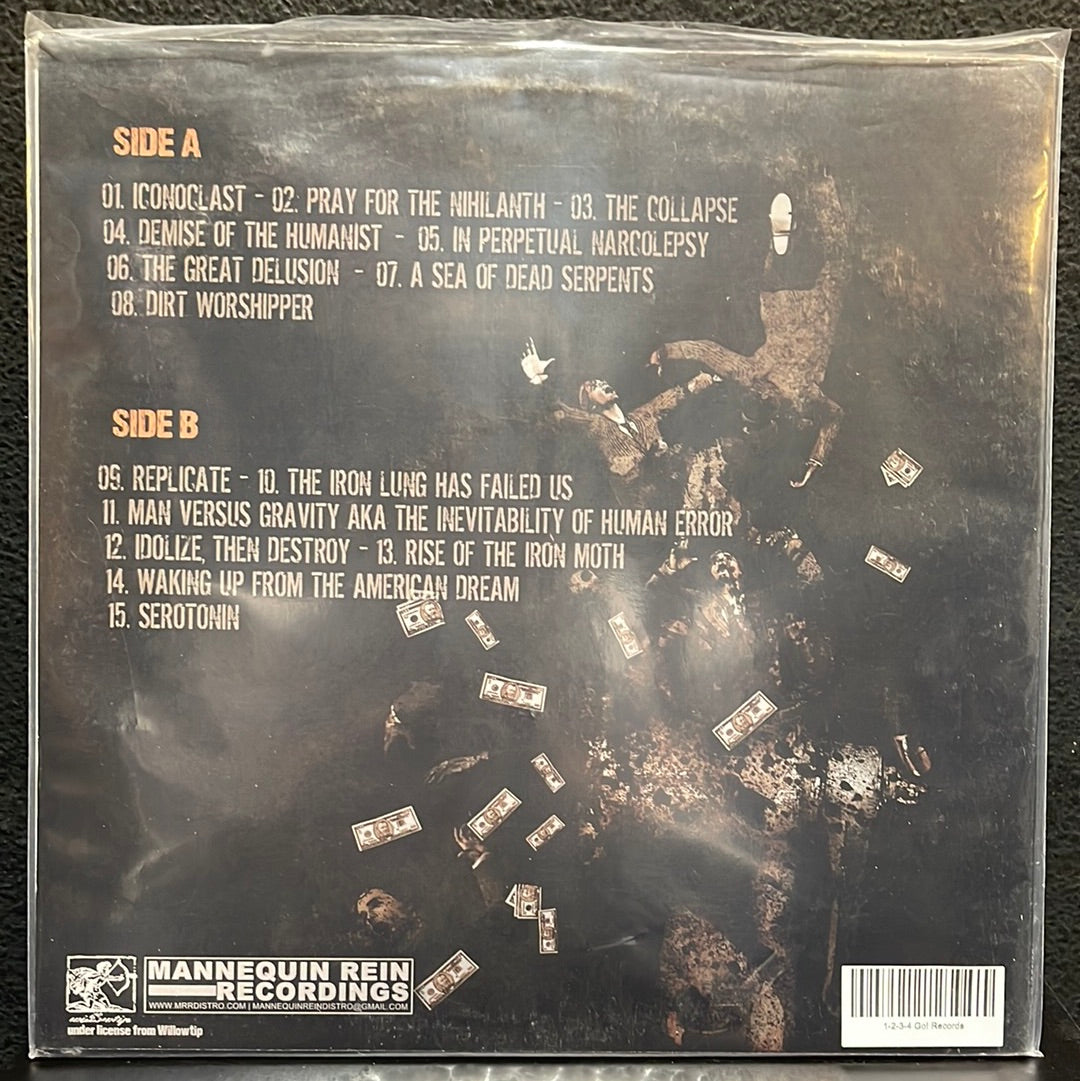 SIDE A
01. ICONOCLAST - 02. PRAY FOR THE NIHILANTH - 03. THE COLLAPSE
04. DEMISE OF THE HUMANIST - 05. IN PERPETUAL NARCOLEPSY
06. THE GREAT DELUSION - 07. A SEA OF DEAD SERPENTS
08. DIRT WORSHIPPER
SIDE B
09. REPLICATE - 10. THE IRON LUNG HAS FAILED US
11. MAN VERSUS GRAVITY AKA THE INEVITABILITY OF HUMAN ERROR
12. IDOLIZE, THEN DESTROY - 13. RISE OF THE IRON MOTH
14. WAKING UP FROM THE AMERICAN DREAM
15. SEROTONIN
MANNEQUIN REIN
RECORDINGS
WWW.MRRDISTRO.COM | MANNEQUINREINDISTRO@GMAIL.COM
under license from Willowtip
1-2-3-4 Go! Records